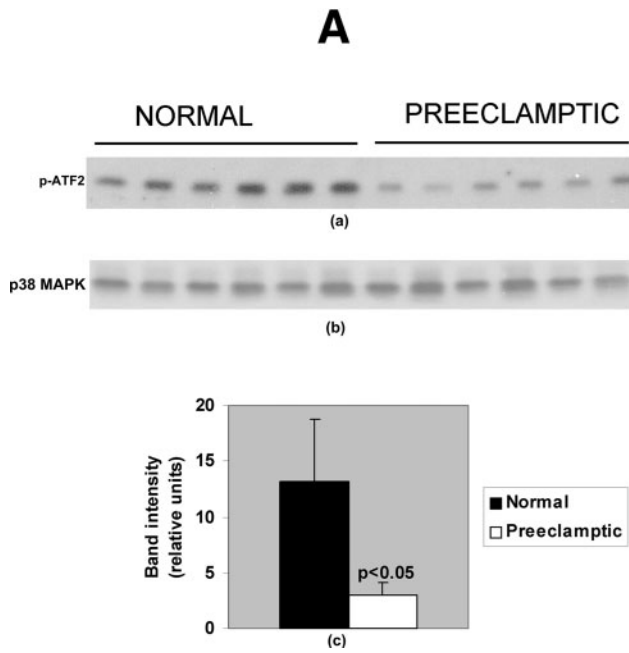 A
NORMAL PREECLAMPTIC
p-ATF2
(a)
p38 MAPK
(b)
20
15
10
5
0
Band intensity
(relative units)
p<0.05
Normal
Preeclamptic
(c)